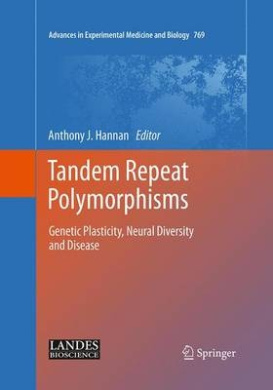 Advances in Experimental Medicine and Biology 769
Anthony J. Hannan Editor
Tandem Repeat
Polymorphisms
Genetic Plasticity, Neural Diversity
and Disease
LANDES
BIOSCIENCE
Springer